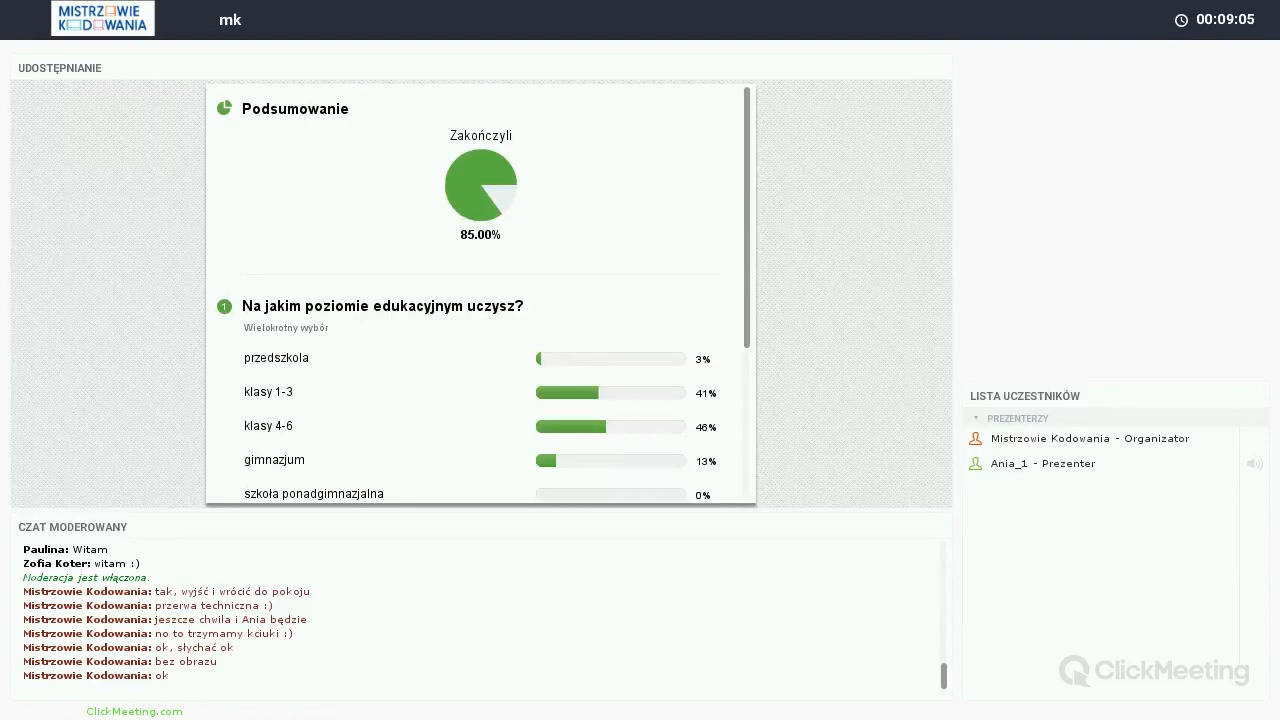 MISTRZOWIE
KODOWANIA
mk
00:09:05
UDOSTĘPNIANIE
Podsumowanie
Zakończyli
85.00%
1 Na jakim poziomie edukacyjnym uczysz?
Wielokrotny wybór
przedszkola 3%
klasy 1-3 41%
klasy 4-6 46%
gimnazjum 13%
szkoła ponadgimnazjalna 0%
LISTA UCZESTNIKÓW
PREZENTERZY
Mistrzowie Kodowania - Organizator
Ania_1 - Prezenter
CZAT MODEROWANY
Paulina: Witam
Zofia Koter: witam :)
Moderacja jest włączona.
Mistrzowie Kodowania: tak, wyjść i wrócić do pokoju
Mistrzowie Kodowania: przerwa techniczna :)
Mistrzowie Kodowania: jeszcze chwila i Ania będzie
Mistrzowie Kodowania: no to trzymamy kciuki :)
Mistrzowie Kodowania: ok, słychać ok
Mistrzowie Kodowania: bez obrazu
Mistrzowie Kodowania: ok
ClickMeeting
ClickMeeting.com